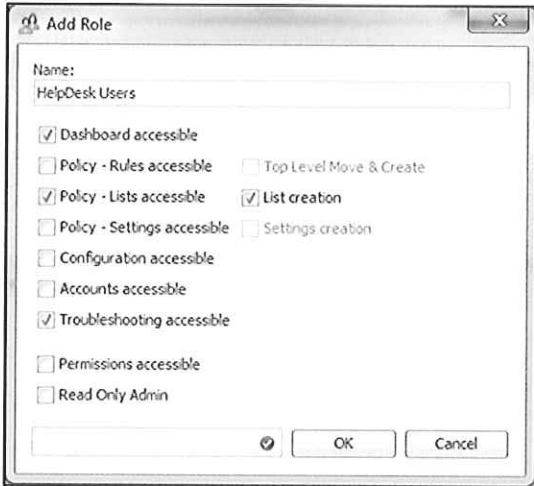 Add Role
Name:
HelpDesk Users
Dashboard accessible
Policy - Rules accessible Top Level Move & Create
Policy - Lists accessible List creation
Policy - Settings accessible Settings creation
Configuration accessible
Accounts accessible
Troubleshooting accessible
Permissions accessible
Read Only Admin
OK Cancel